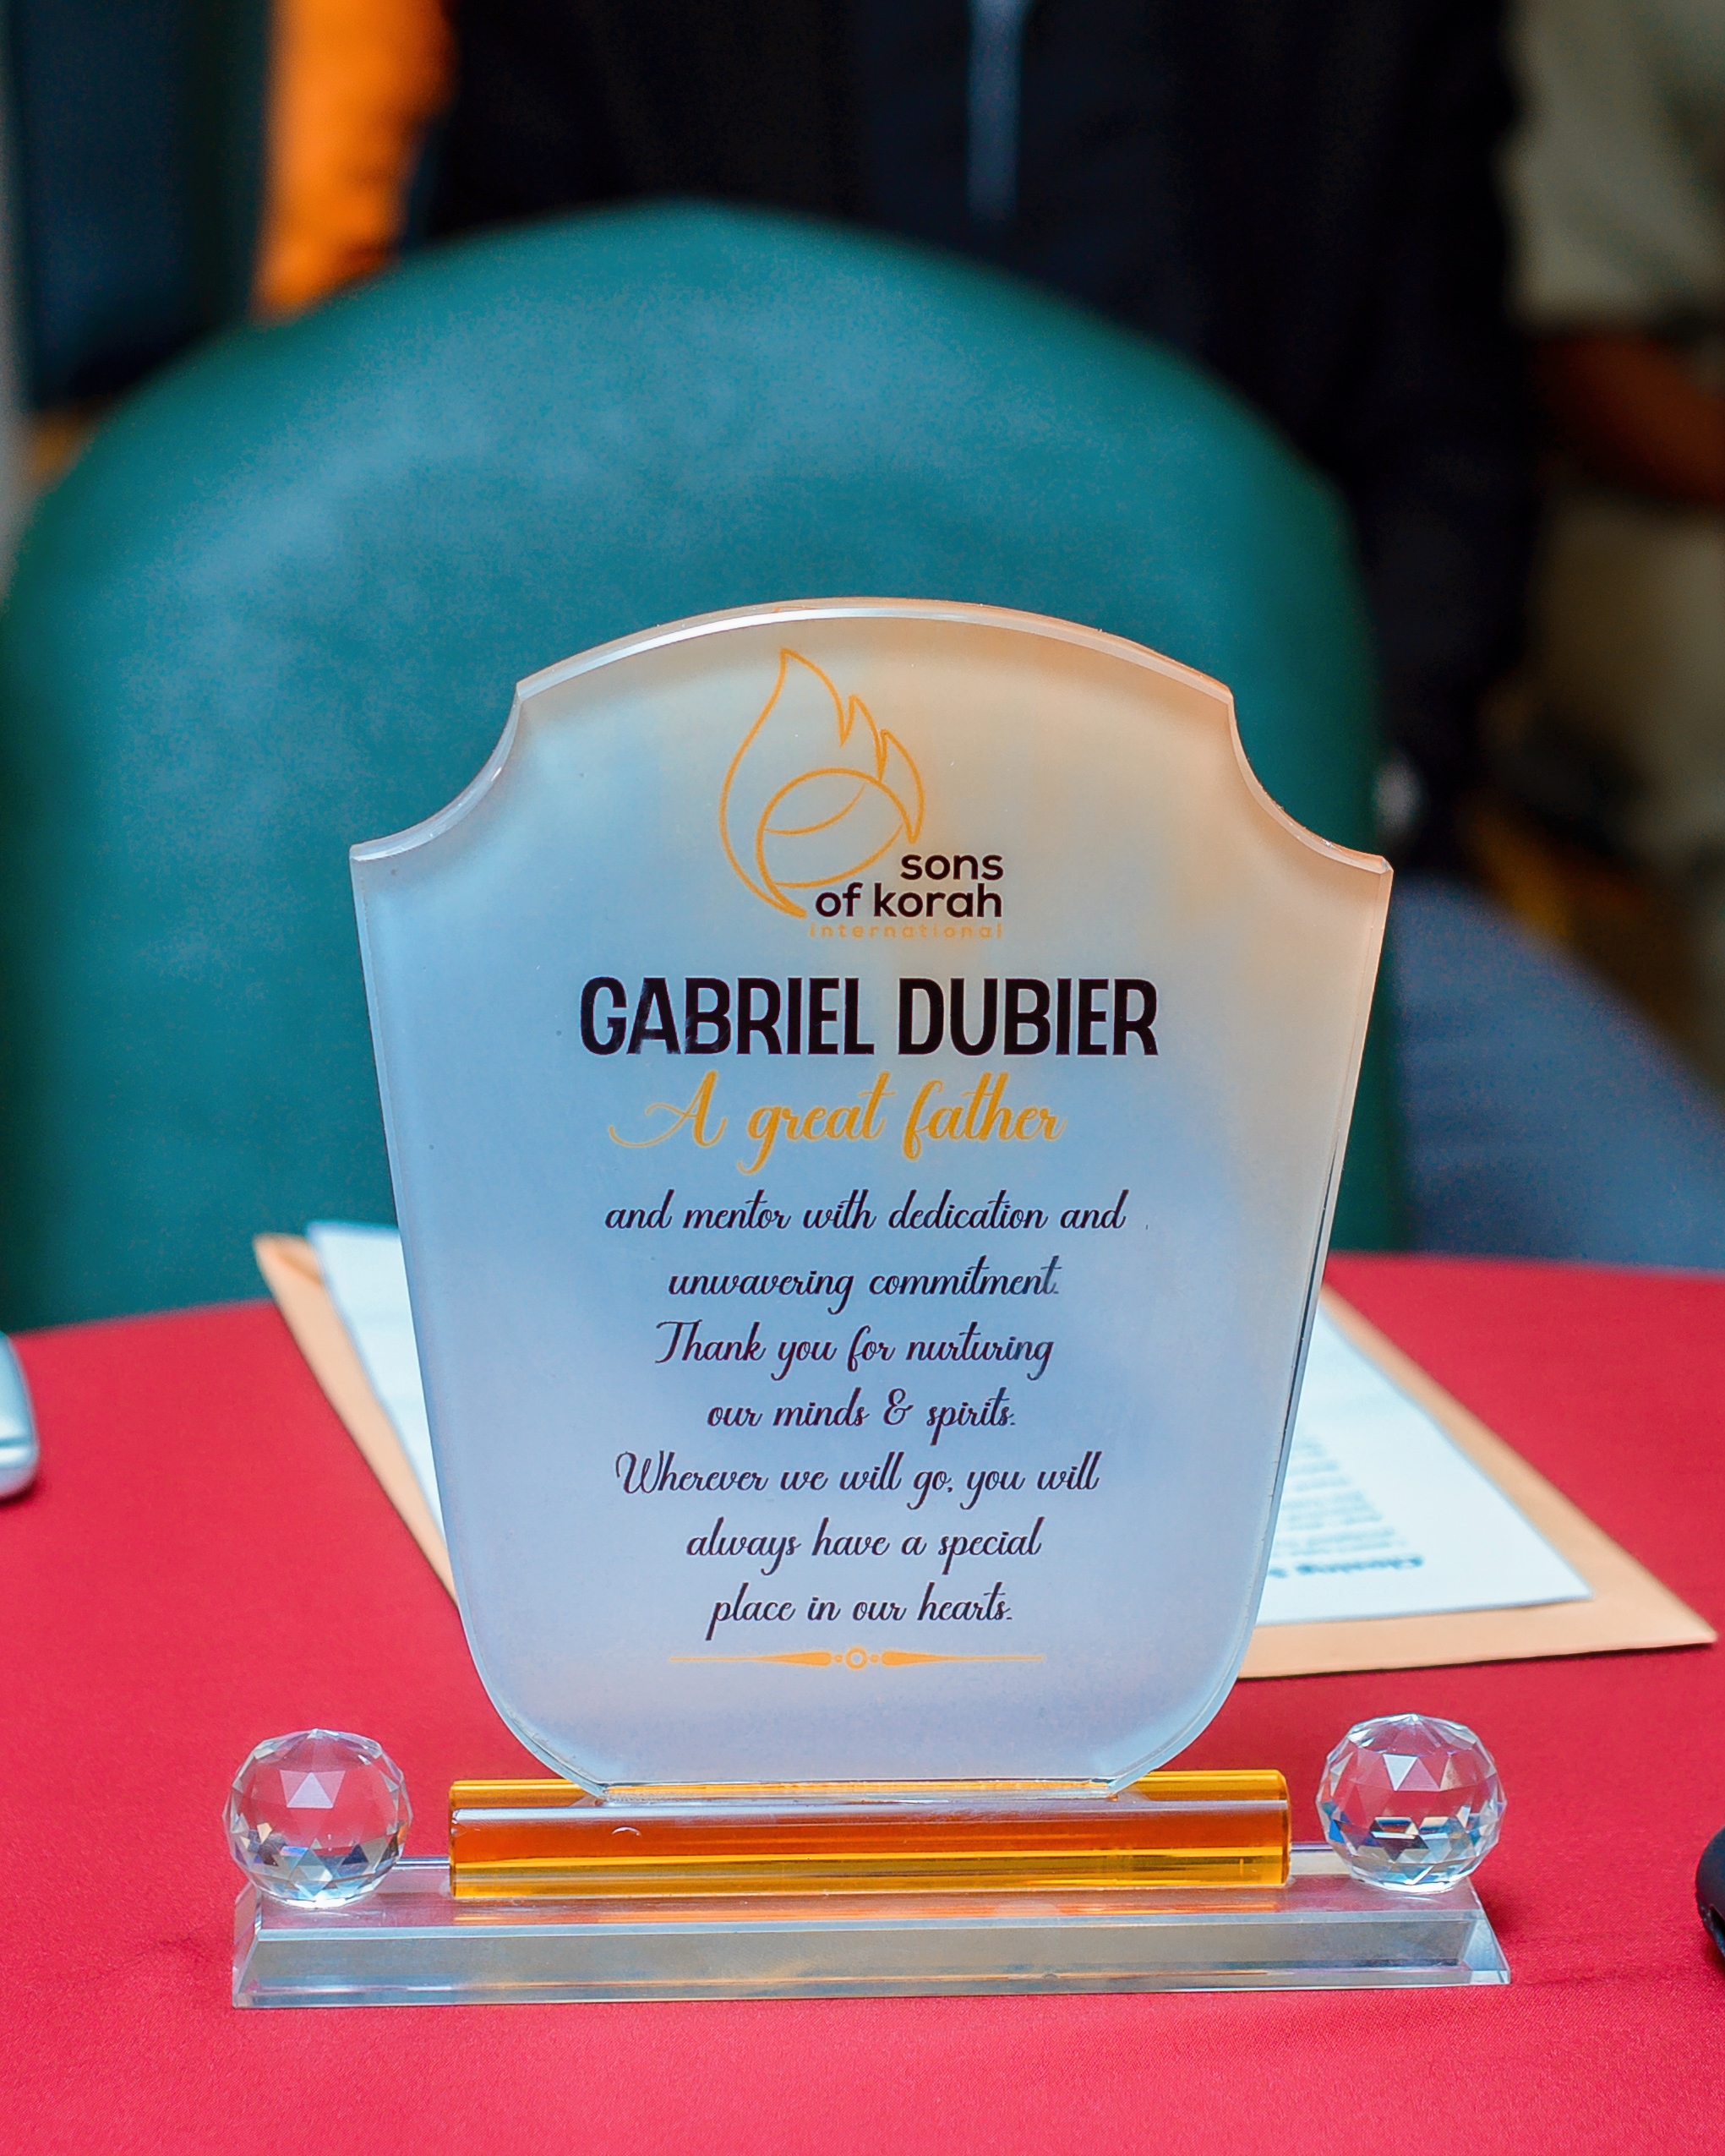 sons
of korah
international
GABRIEL DUBIER
A great father
and mentor with dedication and
unwavering commitment.
Thank you for nurturing
our minds & spirits.
Wherever we will go, you will
always have a special
place in our hearts.